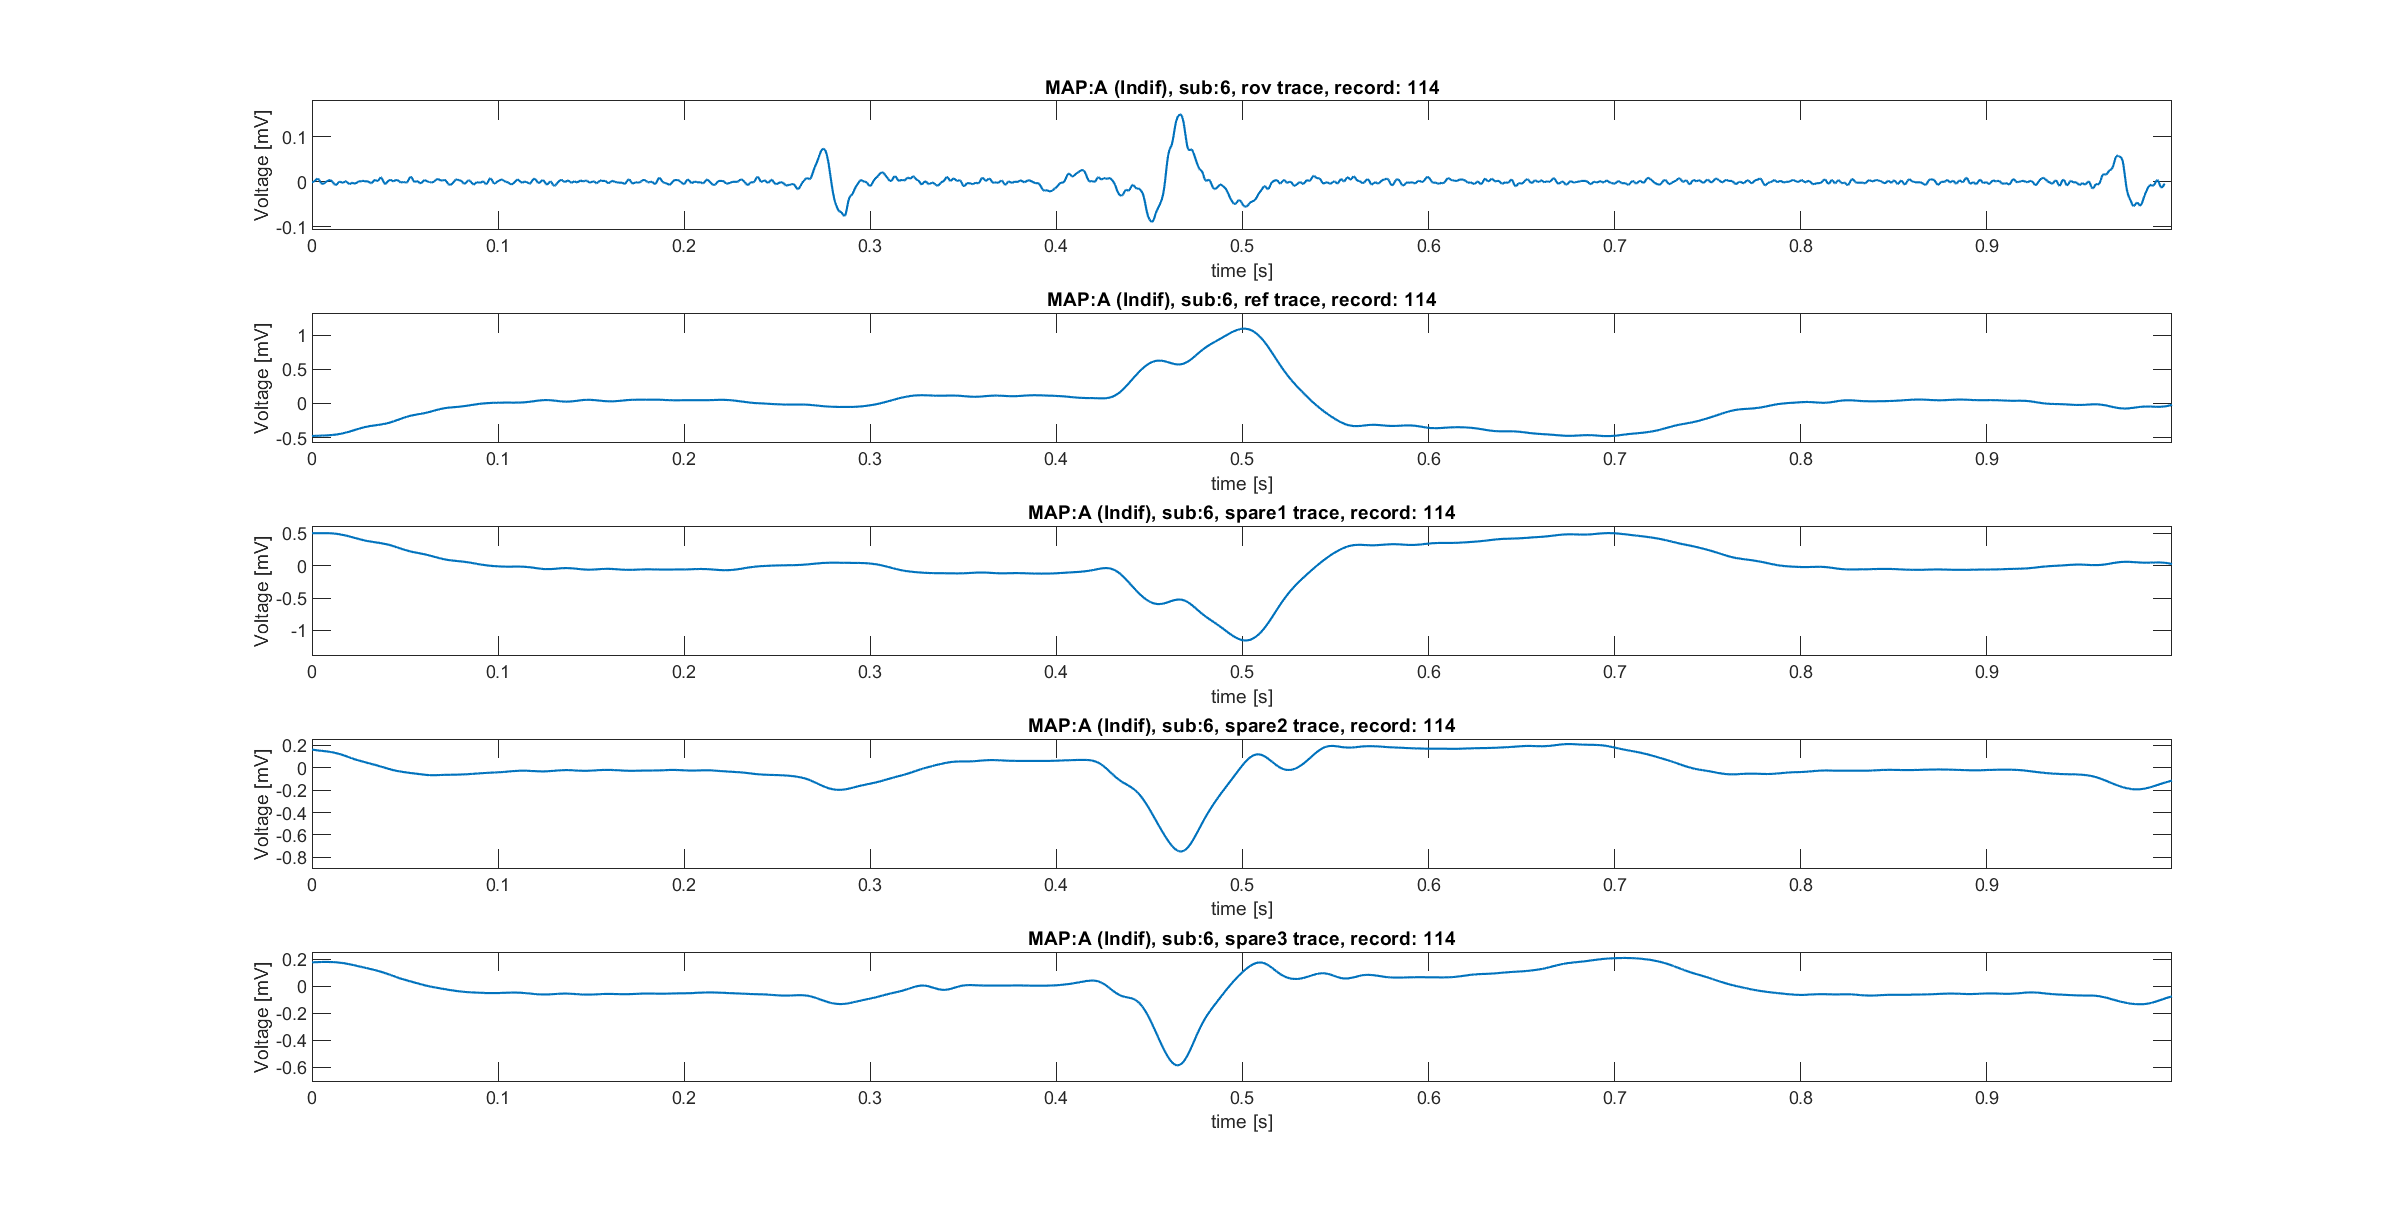 MAP:A (Indif), sub:6, rov trace, record: 114
Voltage [mV]
0.1
0
-0.1
0 0.1 0.2 0.3 0.4 0.5 0.6 0.7 0.8 0.9
time [s]
MAP:A (Indif), sub:6, ref trace, record: 114
Voltage [mV]
1
0.5
0
-0.5
0 0.1 0.2 0.3 0.4 0.5 0.6 0.7 0.8 0.9
time [s]
MAP:A (Indif), sub:6, spare1 trace, record: 114
Voltage [mV]
0.5
0
-0.5
-1
0 0.1 0.2 0.3 0.4 0.5 0.6 0.7 0.8 0.9
time [s]
MAP:A (Indif), sub:6, spare2 trace, record: 114
Voltage [mV]
0.2
0
-0.2
-0.4
-0.6
-0.8
0 0.1 0.2 0.3 0.4 0.5 0.6 0.7 0.8 0.9
time [s]
MAP:A (Indif), sub:6, spare3 trace, record: 114
Voltage [mV]
0.2
0
-0.2
-0.4
-0.6
0 0.1 0.2 0.3 0.4 0.5 0.6 0.7 0.8 0.9
time [s]